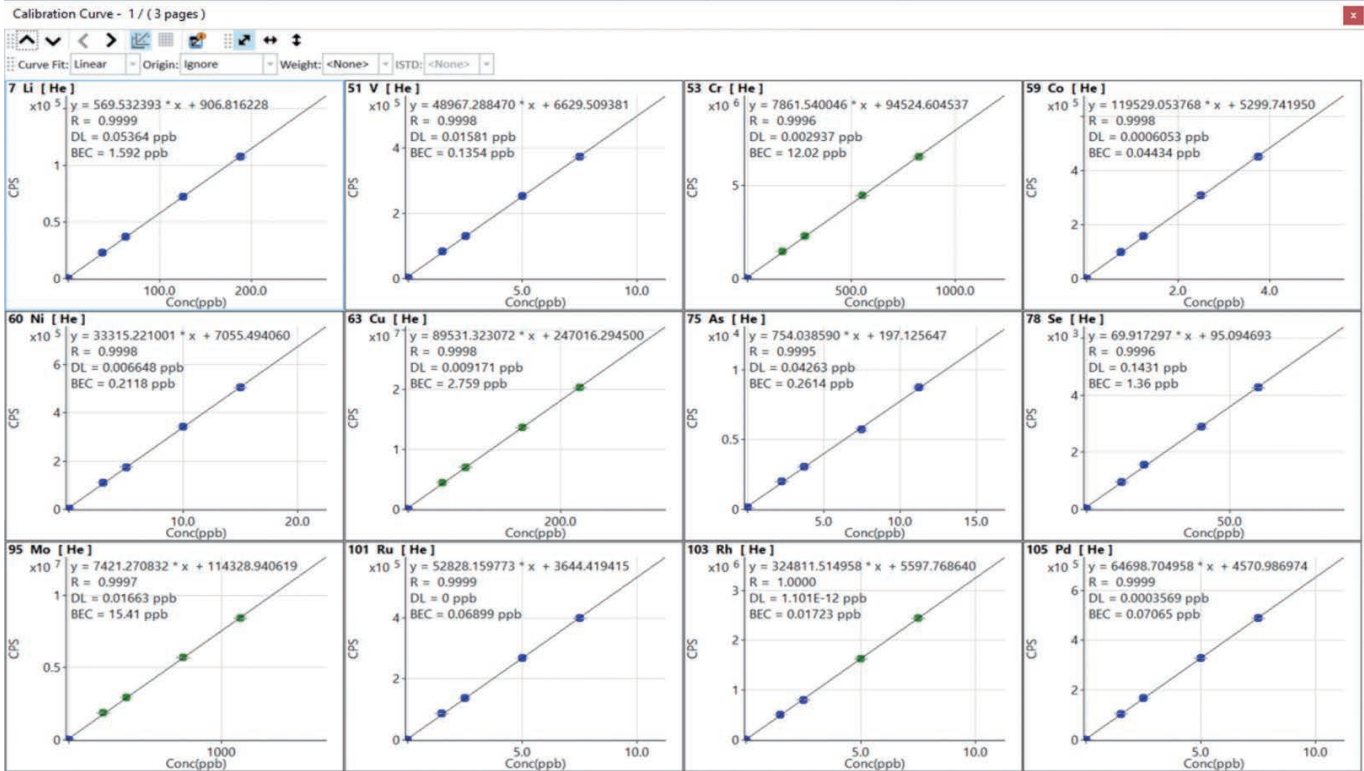 Calibration Curve - 1 / ( 3 pages )
x
Curve Fit: Linear Origin: Ignore Weight: <None> ISTD: <None>
7 Li [ He ]
x10 5
y = 569.532393 * x + 906.816228
R = 0.9999
DL = 0.05364 ppb
BEC = 1.592 ppb
1
CPS
0.5
0
100.0 200.0
Conc(ppb)
51 V [ He ]
x10 5
y = 48967.288470 * x + 6629.509381
R = 0.9998
DL = 0.01581 ppb
BEC = 0.1354 ppb
4
CPS
2
0
5.0 10.0
Conc(ppb)
53 Cr [ He ]
x10 6
y = 7861.540046 * x + 94524.604537
R = 0.9996
DL = 0.002937 ppb
BEC = 12.02 ppb
5
CPS
0
500.0 1000.0
Conc(ppb)
59 Co [ He ]
x10 5
y = 119529.053768 * x + 5299.741950
R = 0.9998
DL = 0.0006053 ppb
BEC = 0.04434 ppb
4
CPS
2
0
2.0 4.0
Conc(ppb)
60 Ni [ He ]
x10 5
y = 33315.221001 * x + 7055.494060
R = 0.9998
6
DL = 0.006648 ppb
BEC = 0.2118 ppb
4
CPS
2
0
10.0 20.0
Conc(ppb)
63 Cu [ He ]
x10 7
y = 89531.323072 * x + 247016.294500
R = 0.9998
DL = 0.009171 ppb
BEC = 2.759 ppb
2
CPS
1
0
200.0
Conc(ppb)
75 As [ He ]
x10 4
y = 754.038590 * x + 197.125647
R = 0.9995
1
DL = 0.04263 ppb
BEC = 0.2614 ppb
CPS
0.5
0
5.0 10.0 15.0
Conc(ppb)
78 Se [ He ]
x10 3
y = 69.917297 * x + 95.094693
R = 0.9996
DL = 0.1431 ppb
BEC = 1.36 ppb
4
CPS
2
0
50.0
Conc(ppb)
95 Mo [ He ]
x10 7
y = 7421.270832 * x + 114328.940619
R = 0.9997
1
DL = 0.01663 ppb
BEC = 15.41 ppb
CPS
0.5
0
1000
Conc(ppb)
101 Ru [ He ]
x10 5
y = 52828.159773 * x + 3644.419415
R = 0.9999
DL = 0 ppb
BEC = 0.06899 ppb
4
CPS
2
0
5.0 10.0
Conc(ppb)
103 Rh [ He ]
x10 6
y = 324811.514958 * x + 5597.768640
R = 1.0000
3
DL = 1.101E-12 ppb
BEC = 0.01723 ppb
2
CPS
1
0
5.0 10.0
Conc(ppb)
105 Pd [ He ]
x10 5
y = 64698.704958 * x + 4570.986974
R = 0.9999
6
DL = 0.0003569 ppb
BEC = 0.07065 ppb
4
CPS
2
0
5.0 10.0
Conc(ppb)